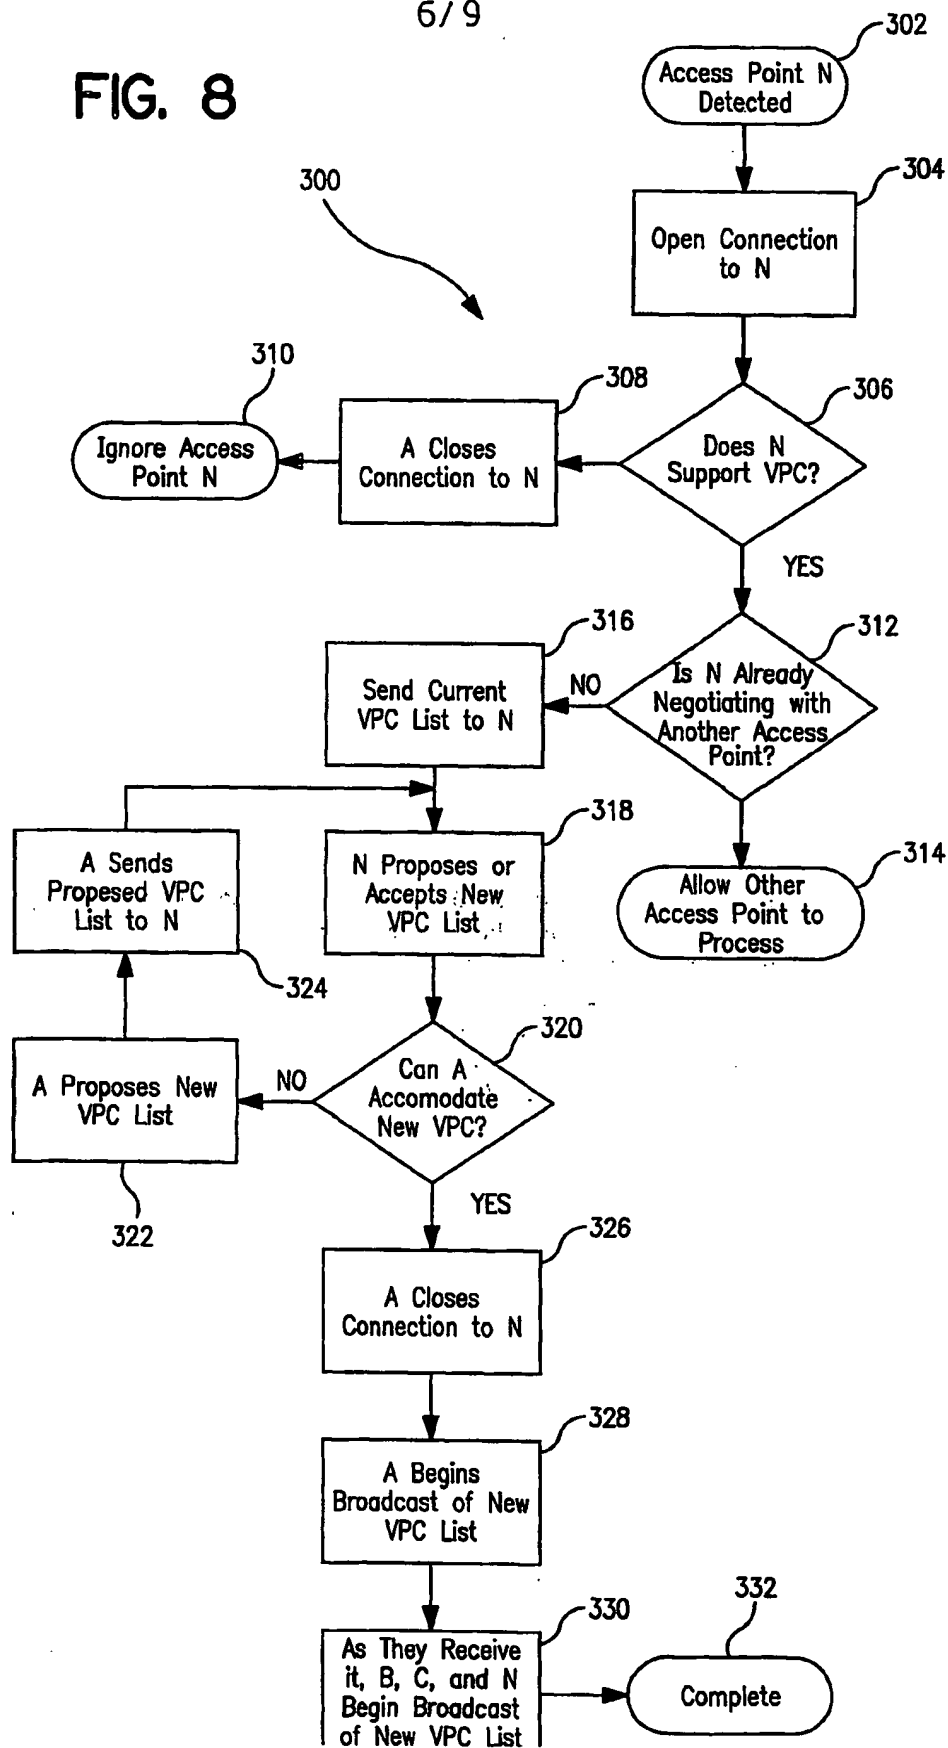 6/9
FIG. 8
302
Access Point N
Detected
304
Open Connection
to N
300
310
Ignore Access
Point N
308
A Closes
Connection to N
306
Does N
Support VPC?
YES
316
Send Current
VPC List to N
NO
312
Is N Already
Negotiating with
Another Access
Point?
318
N Proposes or
Accepts New
VPC List
314
Allow Other
Access Point to
Process
A Sends
Propesed VPC
List to N
324
320
Can A
Accomodate
New VPC?
NO
A Proposes New
VPC List
322
YES
326
A Closes
Connection to N
328
A Begins
Broadcast of New
VPC List
330
As They Receive
it, B, C, and N
Begin Broadcast
of New VPC List
332
Complete